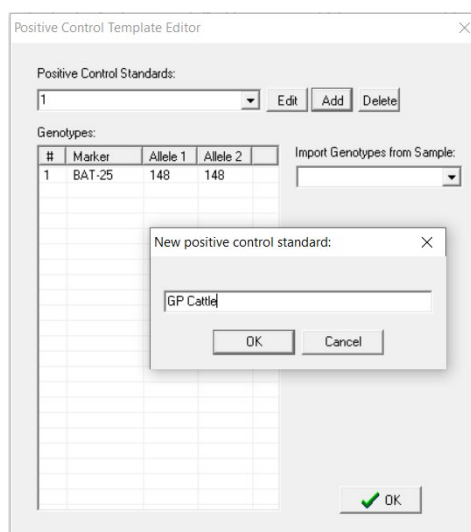 Positive Control Template Editor
Positive Control Standards:
1 Edit Add Delete
Genotypes:
# Marker Allele 1 Allele 2
Import Genotypes from Sample:
1 BAT-25 148 148
New positive control standard:
GP Cattle
OK Cancel
OK